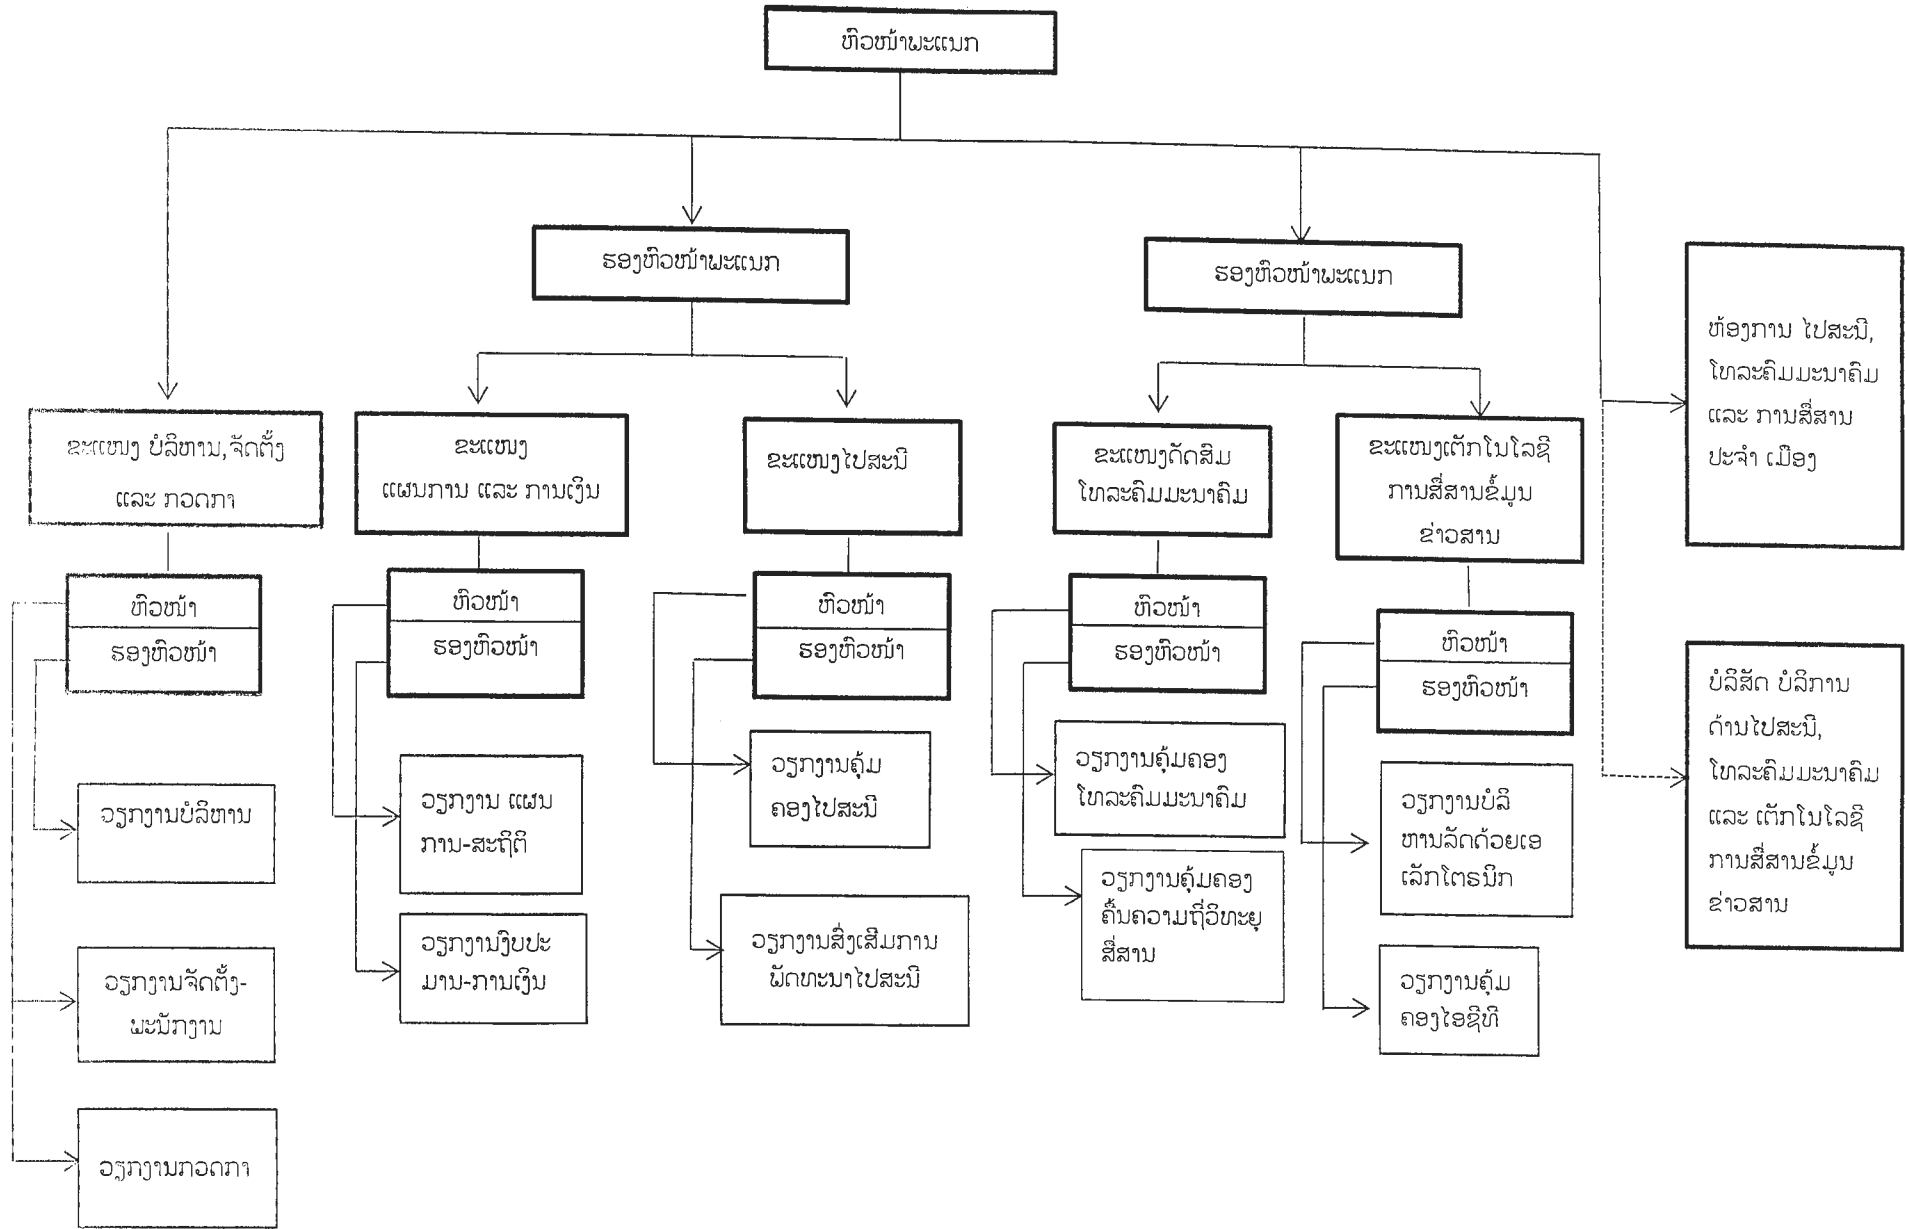 ຫົວໜ້າພະແນກ
ຮອງຫົວໜ້າພະແນກ
ຮອງຫົວໜ້າພະແນກ
ຫ້ອງການ ໄປສະນີ,
ໂທລະຄົມມະນາຄົມ
ແລະ ການສື່ສານ
ປະຈຳ ເມືອງ
ຂະແໜງ ບໍລິຫານ,ຈັດຕັ້ງ
ແລະ ກວດກາ
ຂະແໜງ
ແຜນການ ແລະ ການເງິນ
ຂະແໜງໄປສະນີ
ຂະແໜງດັດສົມ
ໂທລະຄົມມະນາຄົມ
ຂະແໜງເຕັກໂນໂລຊີ
ການສື່ສານຂໍ້ມູນ
ຂ່າວສານ
ຫົວໜ້າ
ຮອງຫົວໜ້າ
ຫົວໜ້າ
ຮອງຫົວໜ້າ
ຫົວໜ້າ
ຮອງຫົວໜ້າ
ຫົວໜ້າ
ຮອງຫົວໜ້າ
ຫົວໜ້າ
ຮອງຫົວໜ້າ
ບໍລິສັດ ບໍລິການ
ດ້ານໄປສະນີ,
ໂທລະຄົມມະນາຄົມ
ແລະ ເຕັກໂນໂລຊີ
ການສື່ສານຂໍ້ມູນ
ຂ່າວສານ
ວຽກງານບໍລິຫານ
ວຽກງານຈັດຕັ້ງ-
ພະນັກງານ
ວຽກງານກວດກາ
ວຽກງານ ແຜນ
ການ-ສະຖິຕິ
ວຽກງານງົບປະ
ມານ-ການເງິນ
ວຽກງານຄຸ້ມ
ຄອງໄປສະນີ
ວຽກງານສົ່ງເສີມການ
ພັດທະນາໄປສະນີ
ວຽກງານຄຸ້ມຄອງ
ໂທລະຄົມມະນາຄົມ
ວຽກງານຄຸ້ມຄອງ
ຄື້ນຄວາມຖີ່ວິທະຍຸ
ສື່ສານ
ວຽກງານບໍລິ
ຫານລັດດ້ວຍເອ
ເລັກໂຕຣນິກ
ວຽກງານຄຸ້ມ
ຄອງໄອຊີທີ